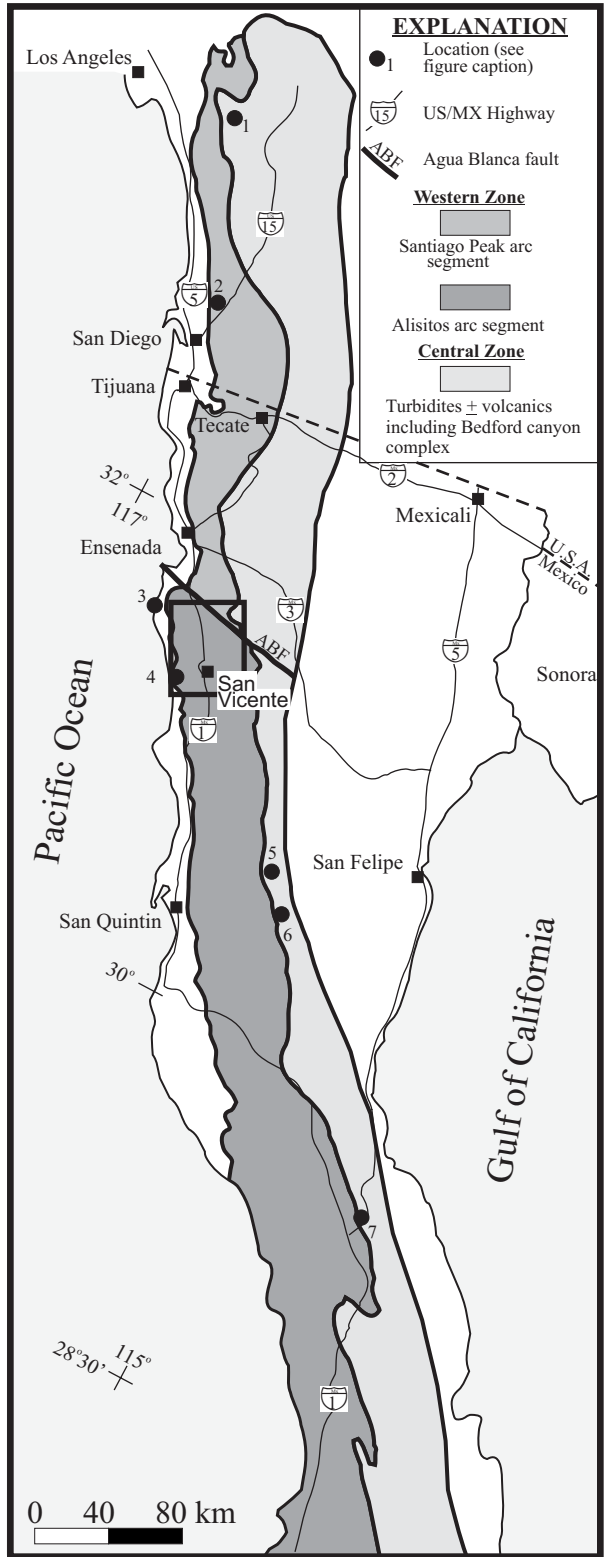 EXPLANATION
1
Location (see
figure caption)
15
US/MX Highway
ABF
Agua Blanca fault
Western Zone
Santiago Peak arc
segment
Alisitos arc segment
Central Zone
Turbidites ± volcanics
including Bedford canyon
complex
Los Angeles
1
15
2
5
San Diego
Tijuana
Tecate
2
32°
117°
Mexicali
Ensenada
U.S.A.
Mexico
3
3
ABF
5
4
San
Vicente
Sonora
1
Pacific Ocean
5
San Felipe
6
San Quintin
30°
Gulf of California
7
115°
28°30'
1
0 40 80 km